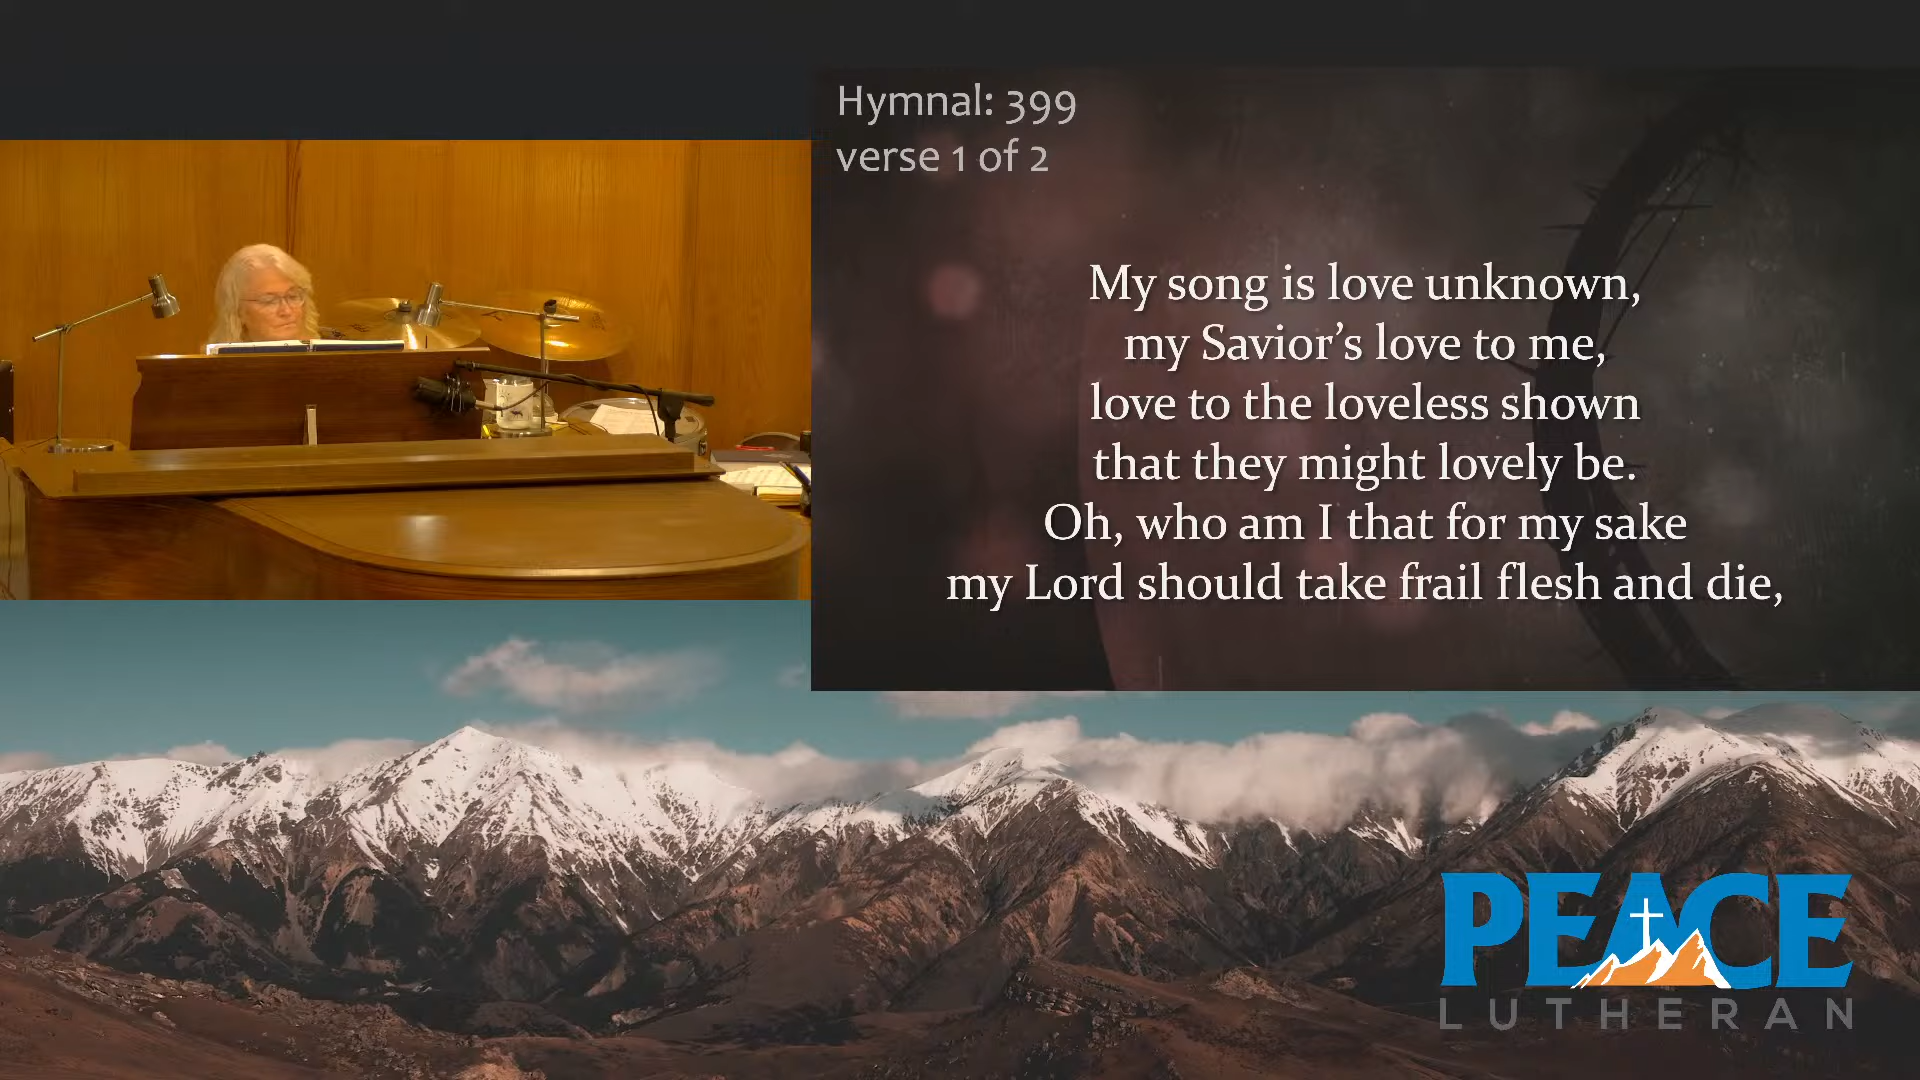 Hymnal: 399
verse 1 of 2
My song is love unknown,
my Savior’s love to me,
love to the loveless shown
that they might lovely be.
Oh, who am I that for my sake
my Lord should take frail flesh and die,
PEACE
LUTHERAN